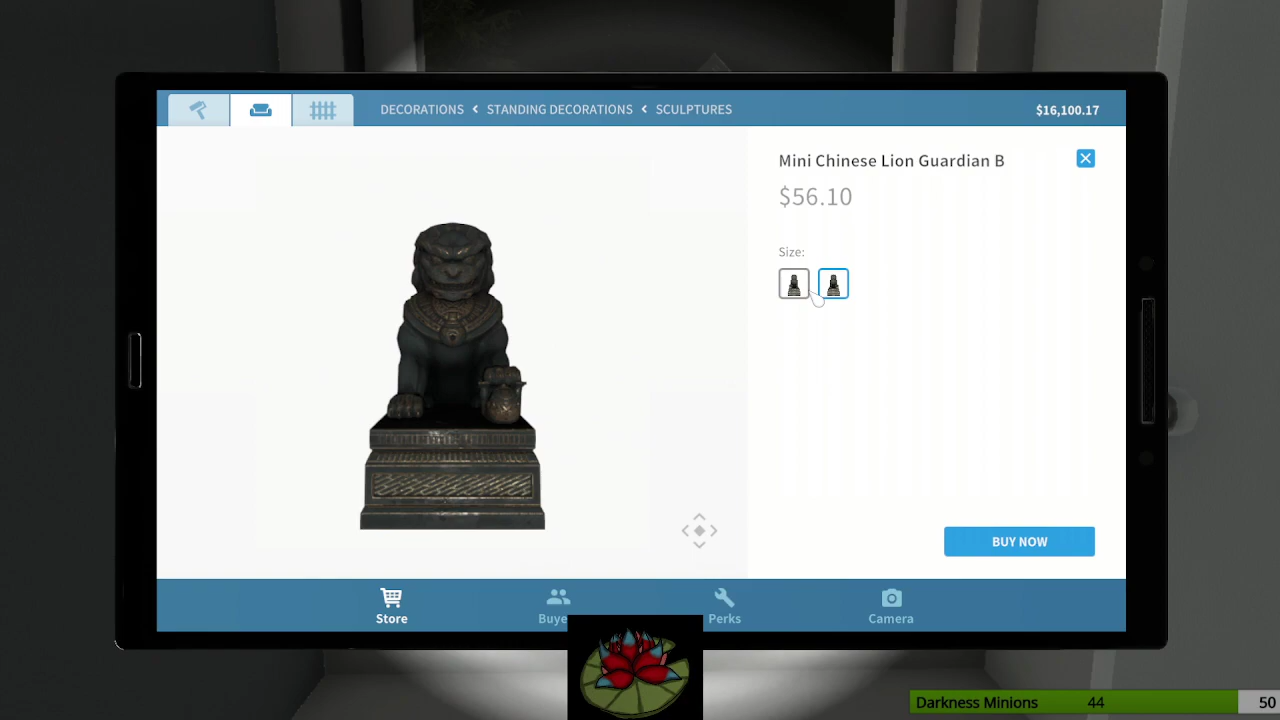 DECORATIONS < STANDING DECORATIONS < SCULPTURES
$16,100.17
Mini Chinese Lion Guardian B
$56.10
Size:
BUY NOW
Store
Perks
Camera
Darkness Minions 44 50